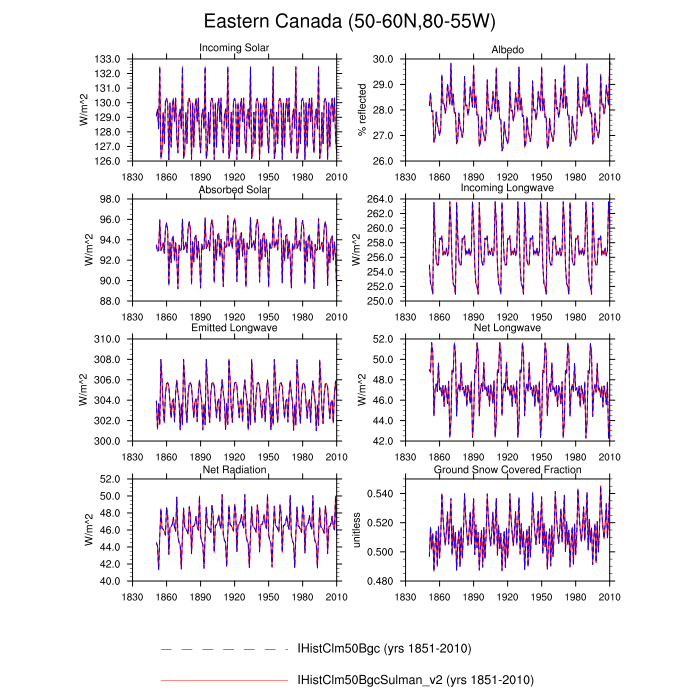 Eastern Canada (50-60N,80-55W)
Incoming Solar
W/m^2
133.0
132.0
131.0
130.0
129.0
128.0
127.0
126.0
1830 1860 1890 1920 1950 1980 2010
Albedo
% reflected
30.0
29.0
28.0
27.0
26.0
1830 1860 1890 1920 1950 1980 2010
Absorbed Solar
W/m^2
98.0
96.0
94.0
92.0
90.0
88.0
1830 1860 1890 1920 1950 1980 2010
Incoming Longwave
W/m^2
264.0
262.0
260.0
258.0
256.0
254.0
252.0
250.0
1830 1860 1890 1920 1950 1980 2010
Emitted Longwave
W/m^2
310.0
308.0
306.0
304.0
302.0
300.0
1830 1860 1890 1920 1950 1980 2010
Net Longwave
W/m^2
52.0
50.0
48.0
46.0
44.0
42.0
1830 1860 1890 1920 1950 1980 2010
Net Radiation
W/m^2
52.0
50.0
48.0
46.0
44.0
42.0
40.0
1830 1860 1890 1920 1950 1980 2010
Ground Snow Covered Fraction
unitless
0.540
0.520
0.500
0.480
1830 1860 1890 1920 1950 1980 2010
IHistClm50Bgc (yrs 1851-2010)
IHistClm50BgcSulman_v2 (yrs 1851-2010)